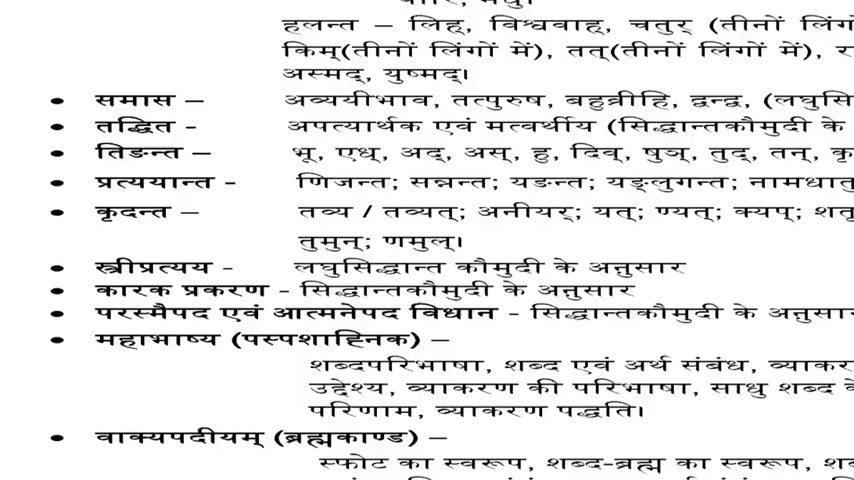 हलन्त – लिह्, विश्ववाह्, चतुर् (तीनों लिंगों
किम्(तीनों लिंगों में), तत्(तीनों लिंगों में),
अस्मद्, युष्मद्।
• समास – अव्ययीभाव, तत्पुरुष, बहुव्रीहि, द्वन्द्व, (लघुसि
• तद्धित - अपत्यार्थक एवं मत्वर्थीय (सिद्धान्तकौमुदी के
• तिङन्त – भू, एध्, अद्, अस्, हु, दिव्, षुञ्, तुद्, तन्, कृ
• प्रत्ययान्त - णिजन्त; सन्नन्त; यङन्त; यङ्लुगन्त; नामधातु
• कृदन्त – तव्य / तव्यत्; अनीयर्; यत्; ण्यत्; क्यप्; शतृ
तुमुन्; णमुल्।
• स्त्रीप्रत्यय - लघुसिद्धान्त कौमुदी के अनुसार
• कारक प्रकरण - सिद्धान्तकौमुदी के अनुसार
• परस्मैपद एवं आत्मनेपद विधान - सिद्धान्तकौमुदी के अनुसार
• महाभाष्य (पस्पशाह्निक) –
शब्दपरिभाषा, शब्द एवं अर्थ संबंध, व्याकर
उद्देश्य, व्याकरण की परिभाषा, साधु शब्द के
परिणाम, व्याकरण पद्धति।
• वाक्यपदीयम् (ब्रह्मकाण्ड) –
स्फोट का स्वरूप, शब्द-ब्रह्म का स्वरूप,